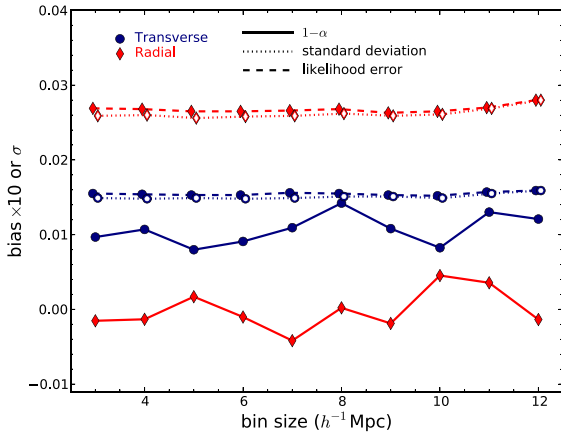 0.04
0.03
0.02
0.01
0.00
−0.01
bias ×10 or σ
Transverse
Radial
1-α
standard deviation
likelihood error
4
6
8
10
12
bin size (h⁻¹ Mpc)